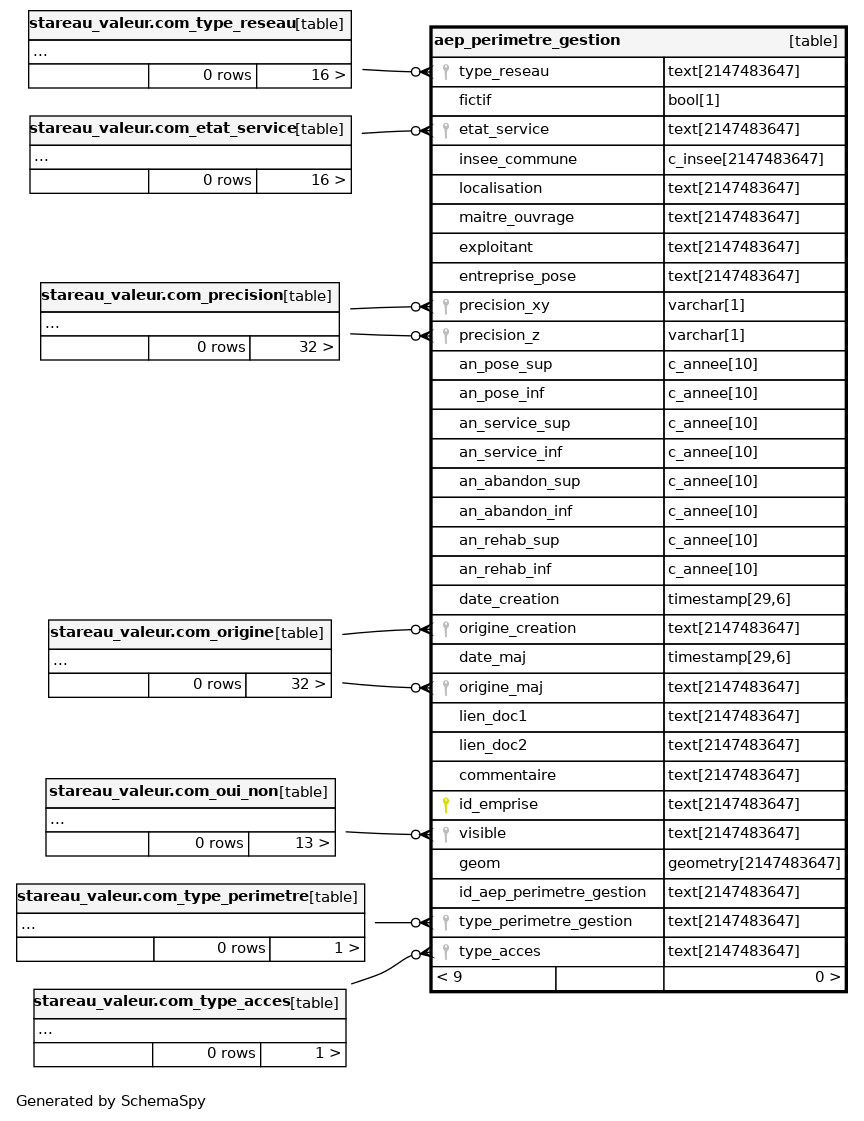 stareau_valeur.com_type_reseau[table]
...
0 rows 16 >
stareau_valeur.com_etat_service[table]
...
0 rows 16 >
stareau_valeur.com_precision[table]
...
0 rows 32 >
stareau_valeur.com_origine[table]
...
0 rows 32 >
stareau_valeur.com_oui_non[table]
...
0 rows 13 >
stareau_valeur.com_type_perimetre[table]
...
0 rows 1 >
stareau_valeur.com_type_acces[table]
...
0 rows 1 >
aep_perimetre_gestion [table]
type_reseau text[2147483647]
fictif bool[1]
etat_service text[2147483647]
insee_commune c_insee[2147483647]
localisation text[2147483647]
maitre_ouvrage text[2147483647]
exploitant text[2147483647]
entreprise_pose text[2147483647]
precision_xy varchar[1]
precision_z varchar[1]
an_pose_sup c_annee[10]
an_pose_inf c_annee[10]
an_service_sup c_annee[10]
an_service_inf c_annee[10]
an_abandon_sup c_annee[10]
an_abandon_inf c_annee[10]
an_rehab_sup c_annee[10]
an_rehab_inf c_annee[10]
date_creation timestamp[29,6]
origine_creation text[2147483647]
date_maj timestamp[29,6]
origine_maj text[2147483647]
lien_doc1 text[2147483647]
lien_doc2 text[2147483647]
commentaire text[2147483647]
id_emprise text[2147483647]
visible text[2147483647]
geom geometry[2147483647]
id_aep_perimetre_gestion text[2147483647]
type_perimetre_gestion text[2147483647]
type_acces text[2147483647]
< 9 0 >
Generated by SchemaSpy